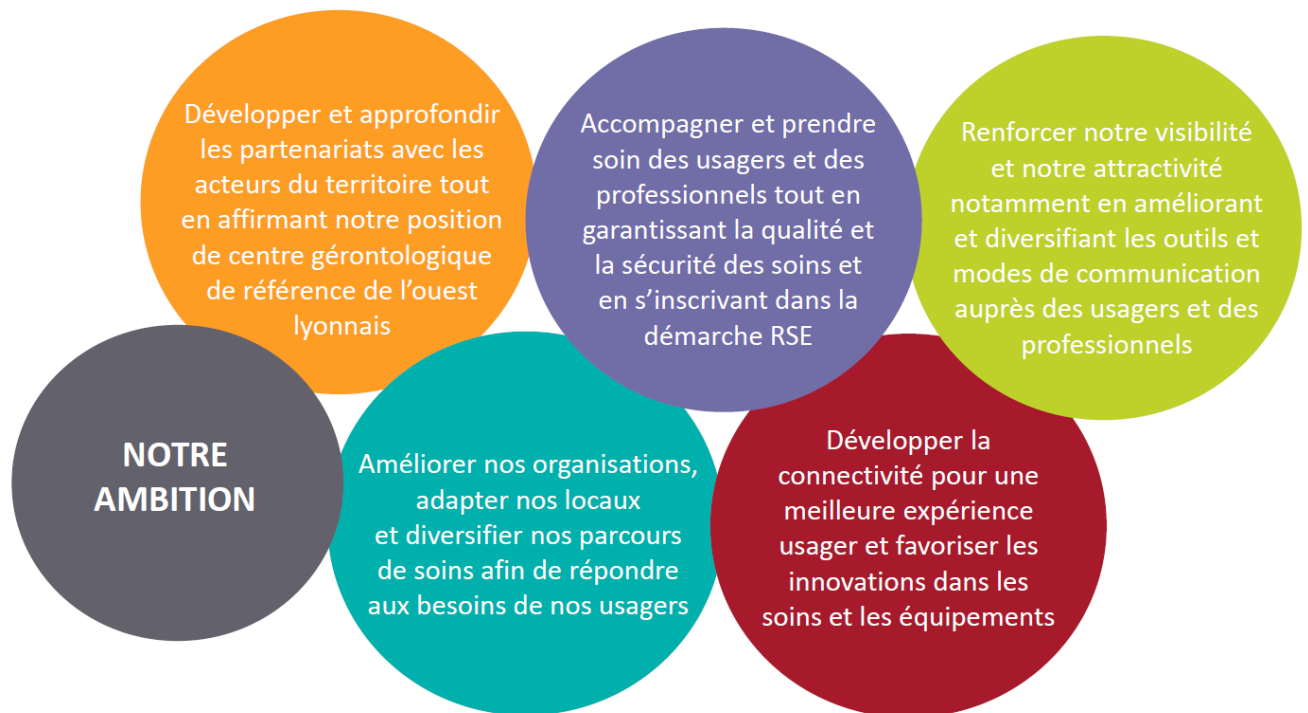 Développer et approfondir
les partenariats avec les
acteurs du territoire tout
en affirmant notre position
de centre gérontologique
de référence de l’ouest
lyonnais
Accompagner et prendre
soin des usagers et des
professionnels tout en
garantissant la qualité et
la sécurité des soins et
en s’inscrivant dans la
démarche RSE
Renforcer notre visibilité
et notre attractivité
notamment en améliorant
et diversifiant les outils et
modes de communication
auprès des usagers et des
professionnels
NOTRE
AMBITION
Améliorer nos organisations,
adapter nos locaux
et diversifier nos parcours
de soins afin de répondre
aux besoins de nos usagers
Développer la
connectivité pour une
meilleure expérience
usager et favoriser les
innovations dans les
soins et les équipements